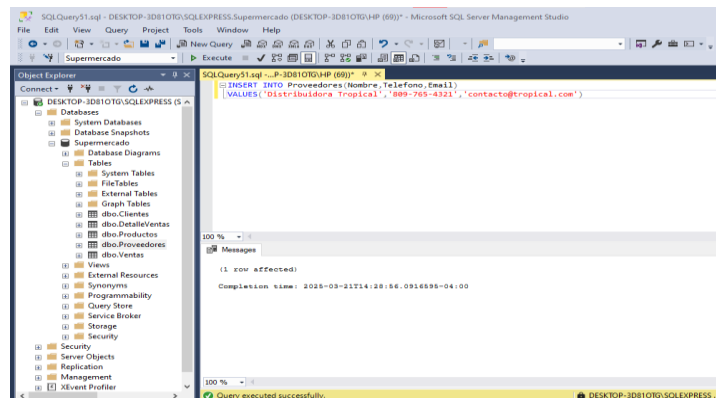 SQLQuery51.sql - DESKTOP-3D81OTG\SQLEXPRESS.Supermercado (DESKTOP-3D81OTG\HP (69))* - Microsoft SQL Server Management Studio
File Edit View Query Project Tools Window Help
New Query
Supermercado Execute
Object Explorer
SQLQuery51.sql -...P-3D81OTG\HP (69))*
Connect
INSERT INTO Proveedores(Nombre,Telefono,Email)
VALUES('Distribuidora Tropical','809-765-4321','contacto@tropical.com')
DESKTOP-3D81OTG\SQLEXPRESS (S
Databases
System Databases
Database Snapshots
Supermercado
Database Diagrams
Tables
System Tables
FileTables
External Tables
Graph Tables
dbo.Clientes
dbo.DetalleVentas
dbo.Productos
dbo.Proveedores
dbo.Ventas
Views
External Resources
Synonyms
Programmability
Query Store
Service Broker
Storage
Security
Security
Server Objects
Replication
Management
XEvent Profiler
100 %
Messages
(1 row affected)
Completion time: 2025-03-21T14:28:56.0916595-04:00
100 %
Query executed successfully.
DESKTOP-3D81OTG\SQLEXPRESS